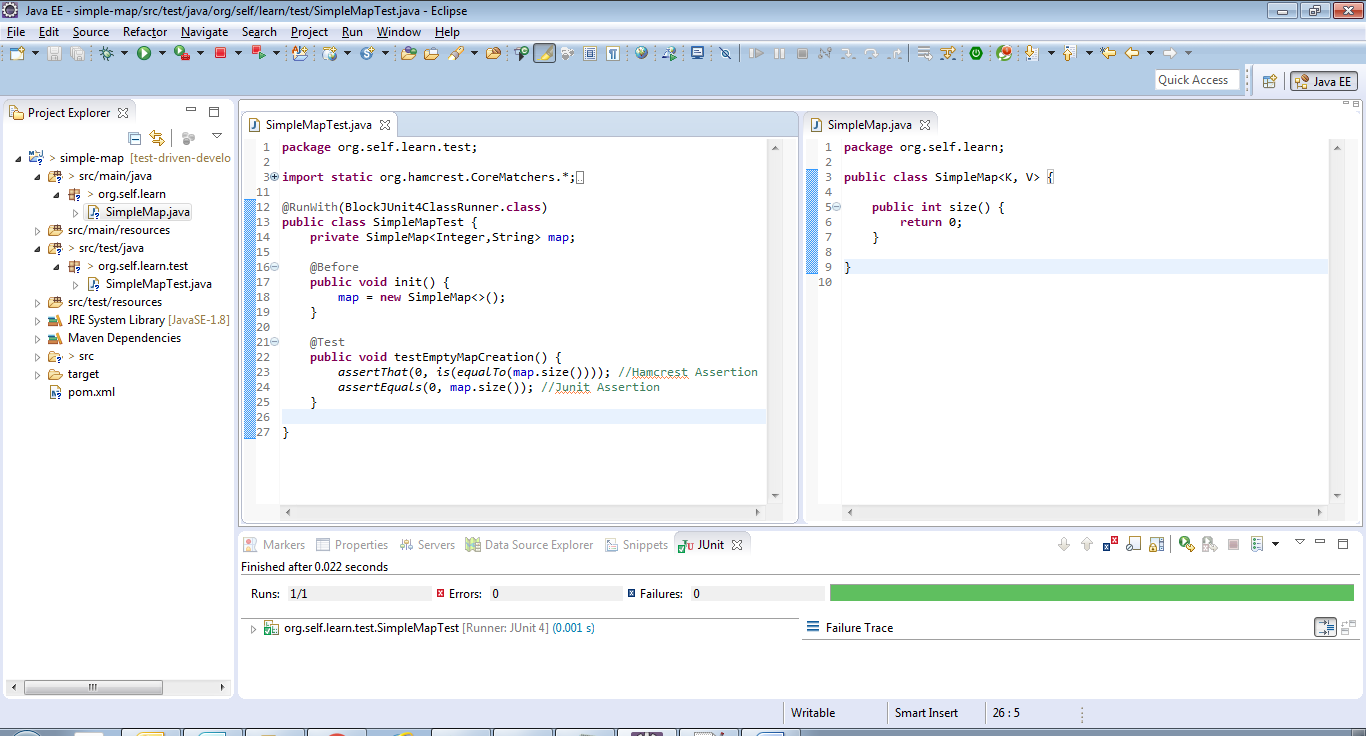 Java EE - simple-map/src/test/java/org/self/learn/test/SimpleMapTest.java - Eclipse
File Edit Source Refactor Navigate Search Project Run Window Help
Quick Access
Java EE
Project Explorer
> simple-map [test-driven-develo
> src/main/java
> org.self.learn
SimpleMap.java
src/main/resources
> src/test/java
> org.self.learn.test
SimpleMapTest.java
src/test/resources
JRE System Library [JavaSE-1.8]
Maven Dependencies
> src
target
pom.xml
SimpleMapTest.java
1 package org.self.learn.test;
2
3 import static org.hamcrest.CoreMatchers.*;
11
12 @RunWith(BlockJUnit4ClassRunner.class)
13 public class SimpleMapTest {
14     private SimpleMap<Integer,String> map;
15
16     @Before
17     public void init() {
18         map = new SimpleMap<>();
19     }
20
21     @Test
22     public void testEmptyMapCreation() {
23         assertThat(0, is(equalTo(map.size()))); //Hamcrest Assertion
24         assertEquals(0, map.size()); //Junit Assertion
25     }
26
27 }
SimpleMap.java
1 package org.self.learn;
2
3 public class SimpleMap<K, V> {
4
5     public int size() {
6         return 0;
7     }
8
9 }
10
Markers Properties Servers Data Source Explorer Snippets JUnit
Finished after 0.022 seconds
Runs: 1/1 Errors: 0 Failures: 0
org.self.learn.test.SimpleMapTest [Runner: JUnit 4] (0.001 s)
Failure Trace
Writable Smart Insert 26 : 5